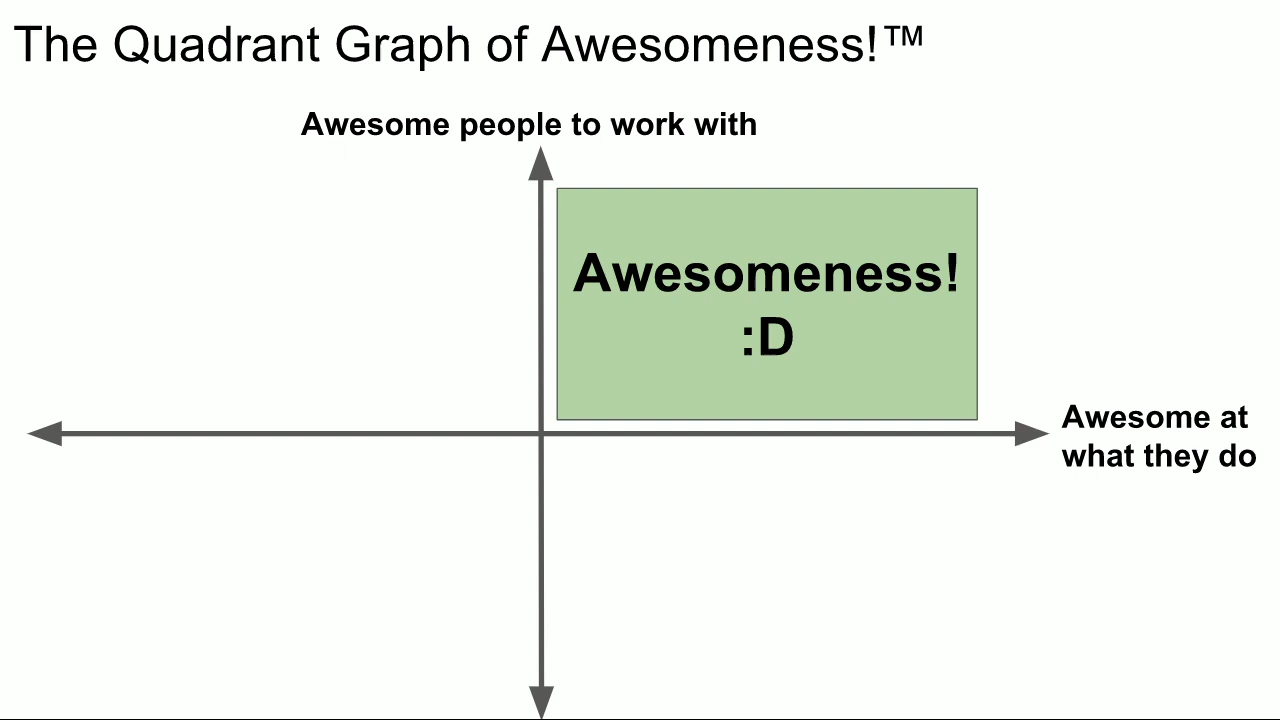 The Quadrant Graph of Awesomeness!™
Awesome people to work with
Awesomeness!
:D
Awesome at
what they do